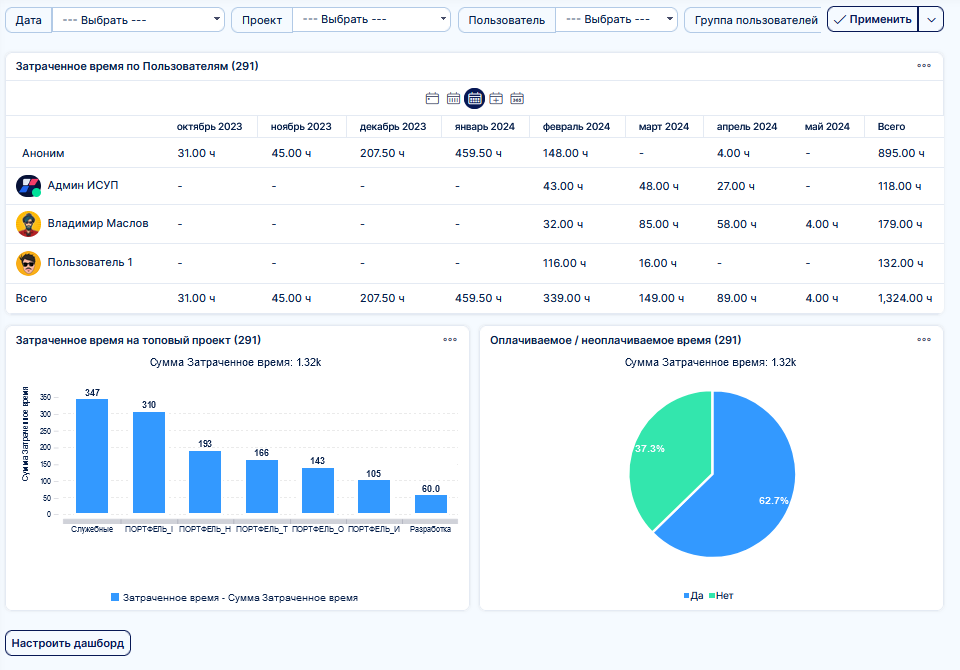 Дата --- Выбрать --- Проект --- Выбрать --- Пользователь --- Выбрать --- Группа пользователей Применить
Затраченное время по Пользователям (291)
365
октябрь 2023 ноябрь 2023 декабрь 2023 январь 2024 февраль 2024 март 2024 апрель 2024 май 2024 Всего
Аноним 31.00 ч 45.00 ч 207.50 ч 459.50 ч 148.00 ч - 4.00 ч - 895.00 ч
Админ ИСУП - - - - 43.00 ч 48.00 ч 27.00 ч - 118.00 ч
Владимир Маслов - - - - 32.00 ч 85.00 ч 58.00 ч 4.00 ч 179.00 ч
Пользователь 1 - - - - 116.00 ч 16.00 ч - - 132.00 ч
Всего 31.00 ч 45.00 ч 207.50 ч 459.50 ч 339.00 ч 149.00 ч 89.00 ч 4.00 ч 1,324.00 ч
Затраченное время на топовый проект (291)
Сумма Затраченное время: 1.32k
Сумма Затраченное время
350
300
250
200
150
100
50
0
347 310 193 166 143 105 60.0
Служебные ПОРТФЕЛЬ_I ПОРТФЕЛЬ_Н ПОРТФЕЛЬ_Т ПОРТФЕЛЬ_О ПОРТФЕЛЬ_И Разработка
Затраченное время - Сумма Затраченное время
Оплачиваемое / неоплачиваемое время (291)
Сумма Затраченное время: 1.32k
37.3%
62.7%
Да Нет
Настроить дашборд